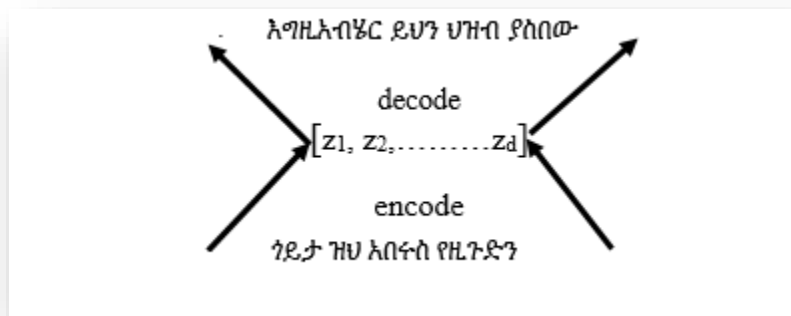 እግዚአብሄር ይህን ህዝብ ያስበው
decode
[z1, z2,.........zd]
encode
ጎይታ ዝህ አበሩስ የዚጉድን